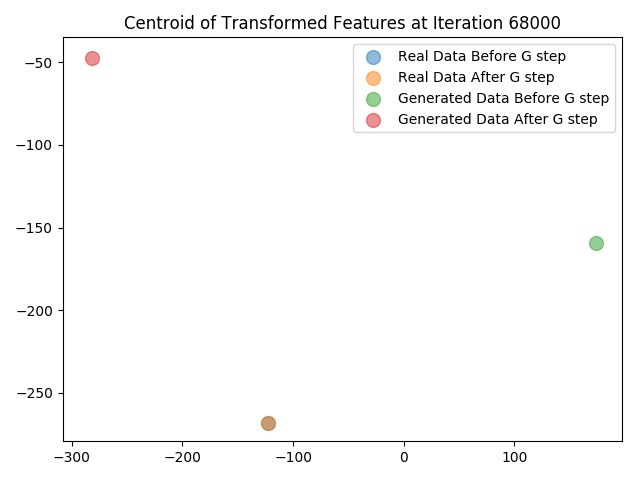 Centroid of Transformed Features at Iteration 68000
Real Data Before G step
Real Data After G step
Generated Data Before G step
Generated Data After G step
−50
−100
−150
−200
−250
−300
−200
−100
0
100